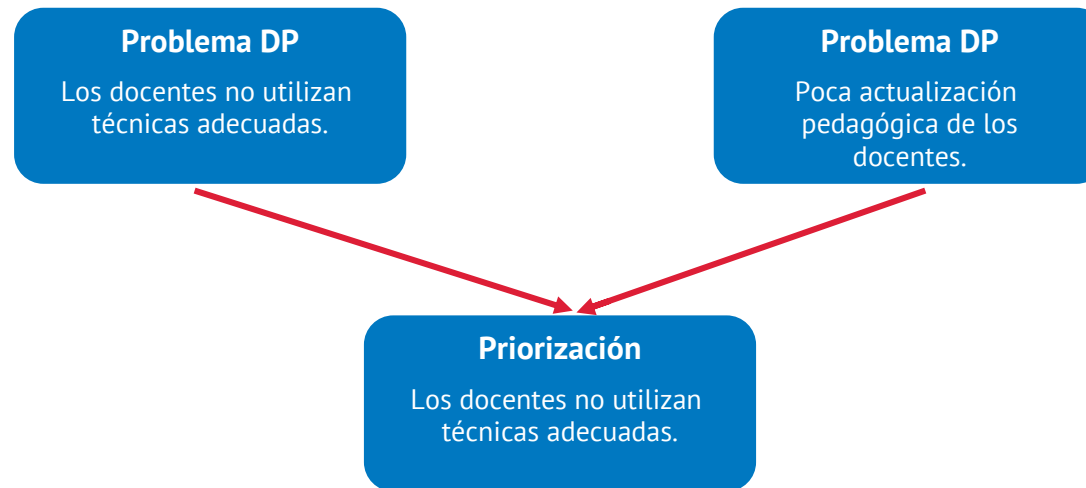 Problema DP
Los docentes no utilizan
técnicas adecuadas.
Problema DP
Poca actualización
pedagógica de los
docentes.
Priorización
Los docentes no utilizan
técnicas adecuadas.